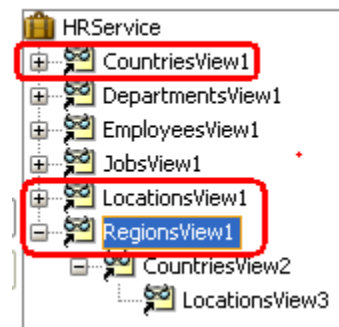 HRService
CountriesView1
DepartmentsView1
EmployeesView1
JobsView1
LocationsView1
RegionsView1
CountriesView2
LocationsView3